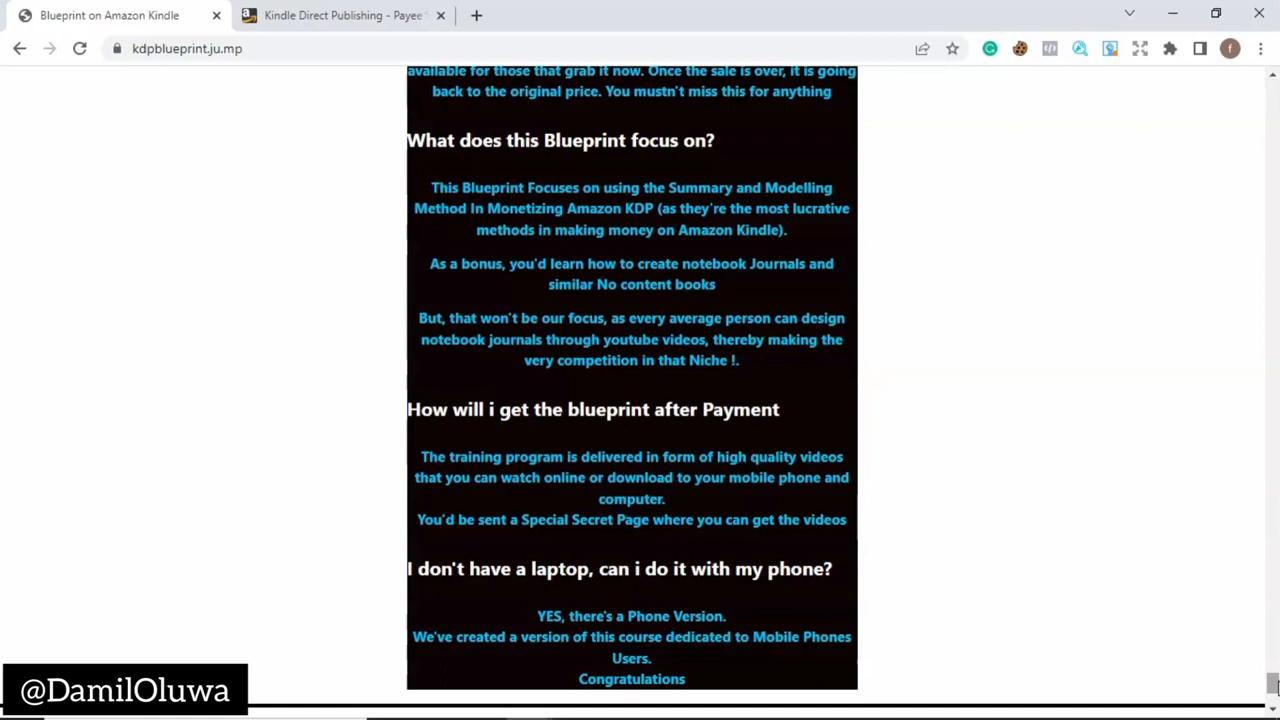 Blueprint on Amazon Kindle
Kindle Direct Publishing - Payee
kdpblueprint.ju.mp
f
available for those that grab it now. Once the sale is over, it is going
back to the original price. You mustn't miss this for anything
What does this Blueprint focus on?
This Blueprint Focuses on using the Summary and Modelling
Method In Monetizing Amazon KDP (as they're the most lucrative
methods in making money on Amazon Kindle).
As a bonus, you'd learn how to create notebook Journals and
similar No content books
But, that won't be our focus, as every average person can design
notebook journals through youtube videos, thereby making the
very competition in that Niche !.
How will i get the blueprint after Payment
The training program is delivered in form of high quality videos
that you can watch online or download to your mobile phone and
computer.
You'd be sent a Special Secret Page where you can get the videos
I don't have a laptop, can i do it with my phone?
YES, there's a Phone Version.
We've created a version of this course dedicated to Mobile Phones
Users.
Congratulations
@DamilOluwa